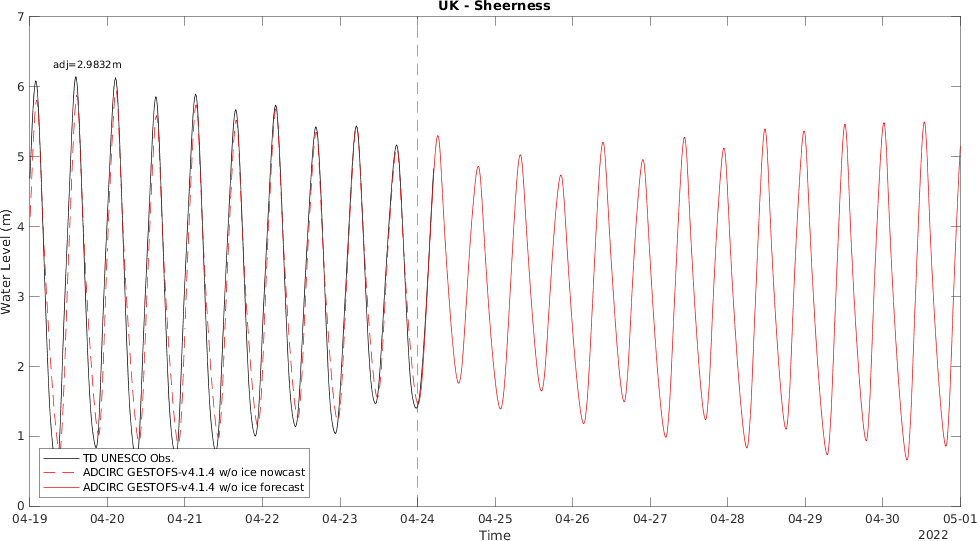 UK - Sheerness
adj=2.9832m
Water Level (m)
7
6
5
4
3
2
1
0
TD UNESCO Obs.
ADCIRC GESTOFS-v4.1.4 w/o ice nowcast
ADCIRC GESTOFS-v4.1.4 w/o ice forecast
04-19 04-20 04-21 04-22 04-23 04-24 04-25 04-26 04-27 04-28 04-29 04-30 05-01
Time
2022